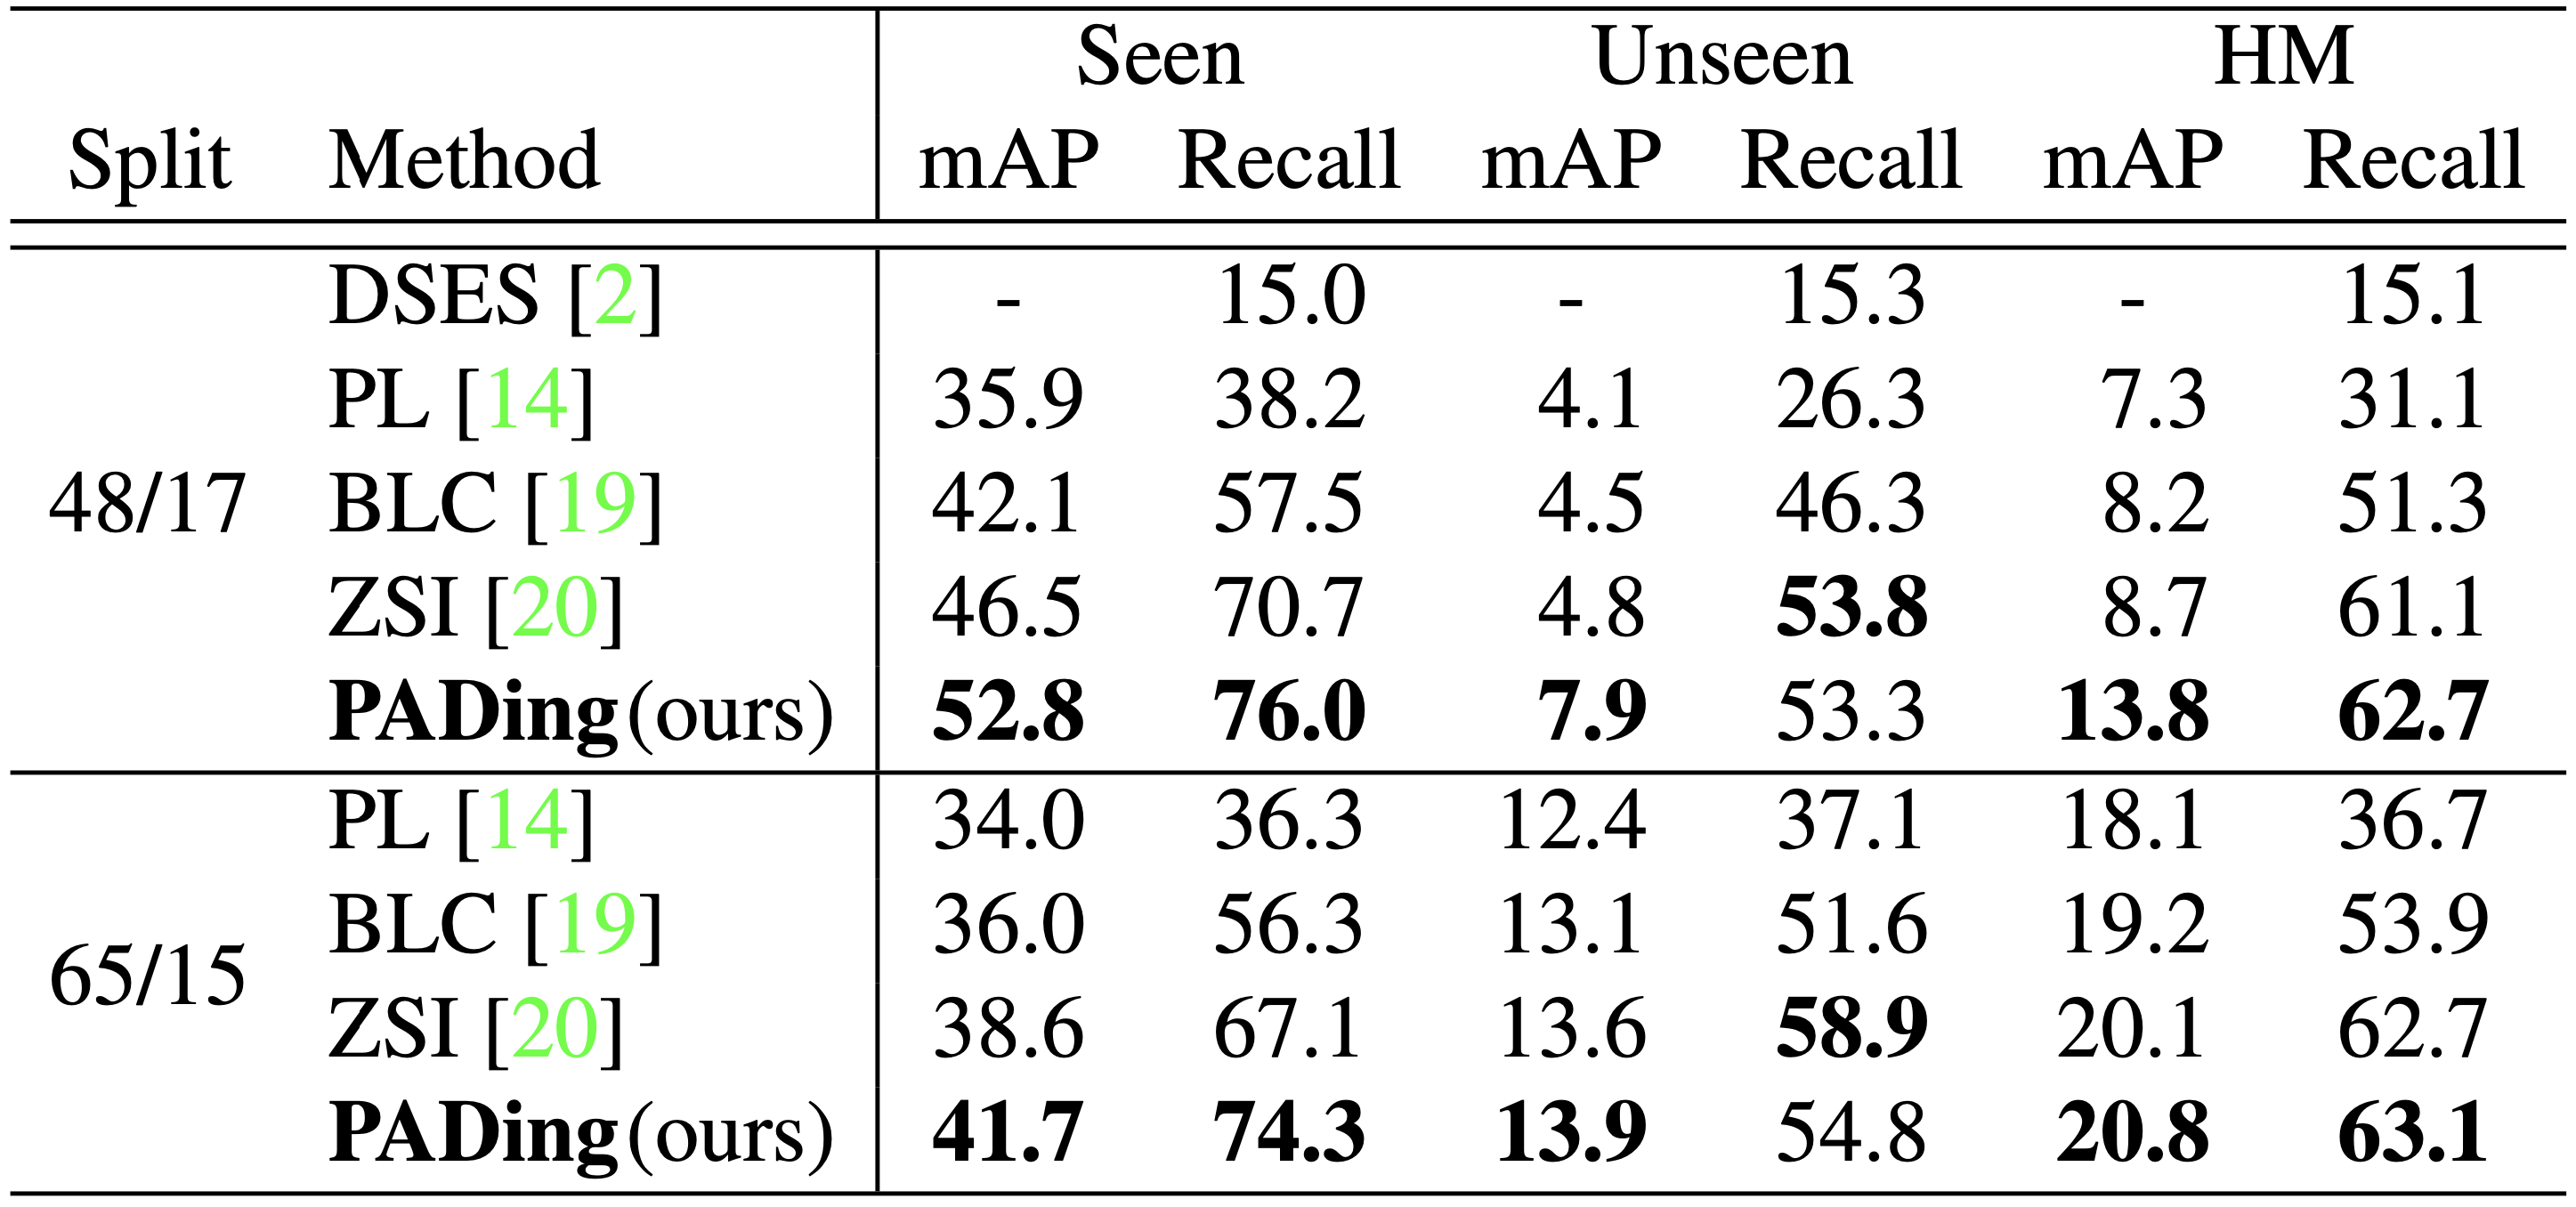 Seen Unseen HM
Split Method mAP Recall mAP Recall mAP Recall
DSES [2] - 15.0 - 15.3 - 15.1
PL [14] 35.9 38.2 4.1 26.3 7.3 31.1
48/17 BLC [19] 42.1 57.5 4.5 46.3 8.2 51.3
ZSI [20] 46.5 70.7 4.8 53.8 8.7 61.1
PADing(ours) 52.8 76.0 7.9 53.3 13.8 62.7
PL [14] 34.0 36.3 12.4 37.1 18.1 36.7
BLC [19] 36.0 56.3 13.1 51.6 19.2 53.9
65/15
ZSI [20] 38.6 67.1 13.6 58.9 20.1 62.7
PADing(ours) 41.7 74.3 13.9 54.8 20.8 63.1